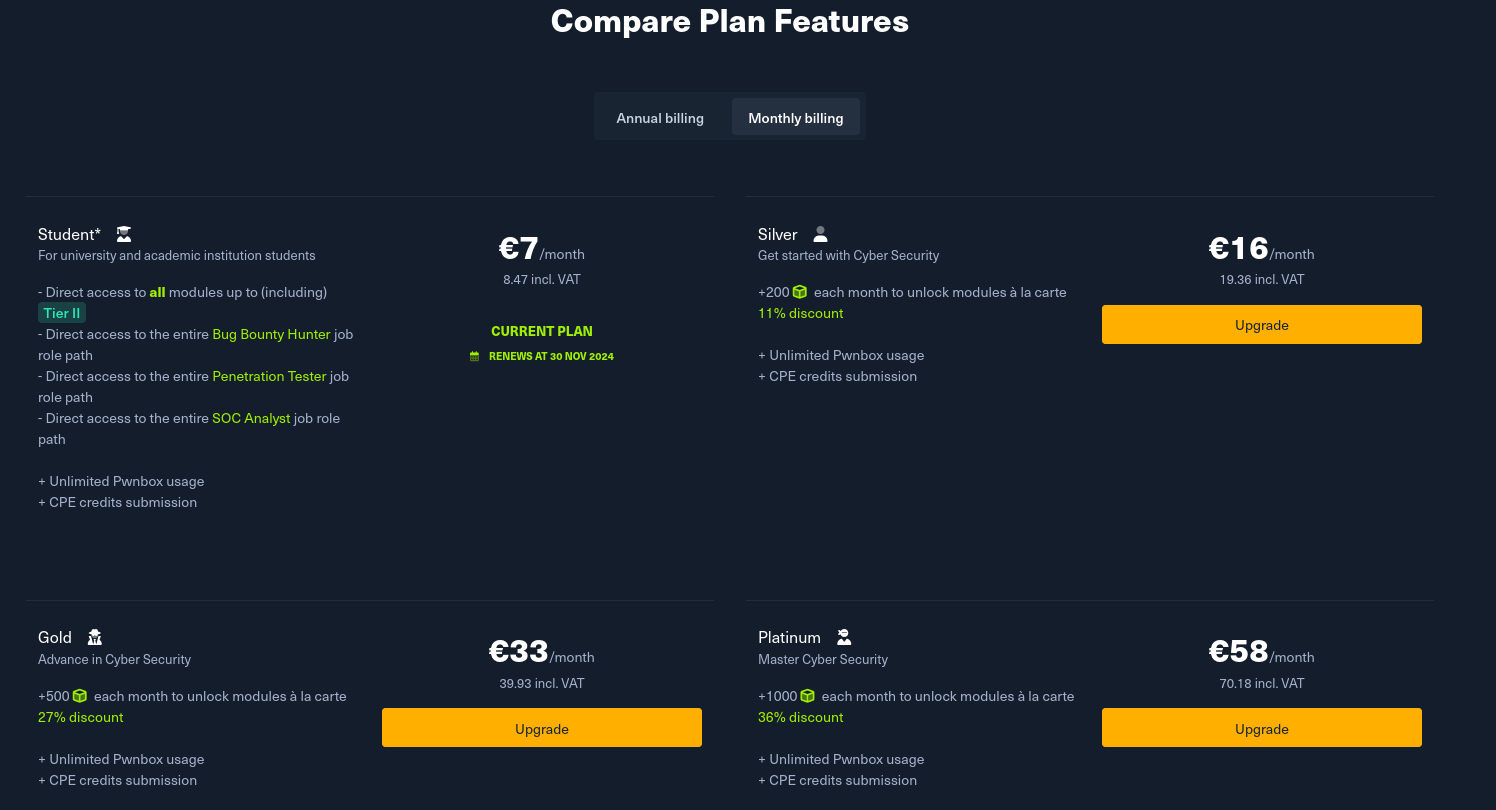 Compare Plan Features
Annual billing
Monthly billing
Student*
For university and academic institution students
- Direct access to all modules up to (including)
Tier II
- Direct access to the entire Bug Bounty Hunter job
role path
- Direct access to the entire Penetration Tester job
role path
- Direct access to the entire SOC Analyst job role
path
+ Unlimited Pwnbox usage
+ CPE credits submission
€7/month
8.47 incl. VAT
CURRENT PLAN
RENEWS AT 30 NOV 2024
Silver
Get started with Cyber Security
+200 each month to unlock modules à la carte
11% discount
+ Unlimited Pwnbox usage
+ CPE credits submission
€16/month
19.36 incl. VAT
Upgrade
Gold
Advance in Cyber Security
+500 each month to unlock modules à la carte
27% discount
+ Unlimited Pwnbox usage
+ CPE credits submission
€33/month
39.93 incl. VAT
Upgrade
Platinum
Master Cyber Security
+1000 each month to unlock modules à la carte
36% discount
+ Unlimited Pwnbox usage
+ CPE credits submission
€58/month
70.18 incl. VAT
Upgrade